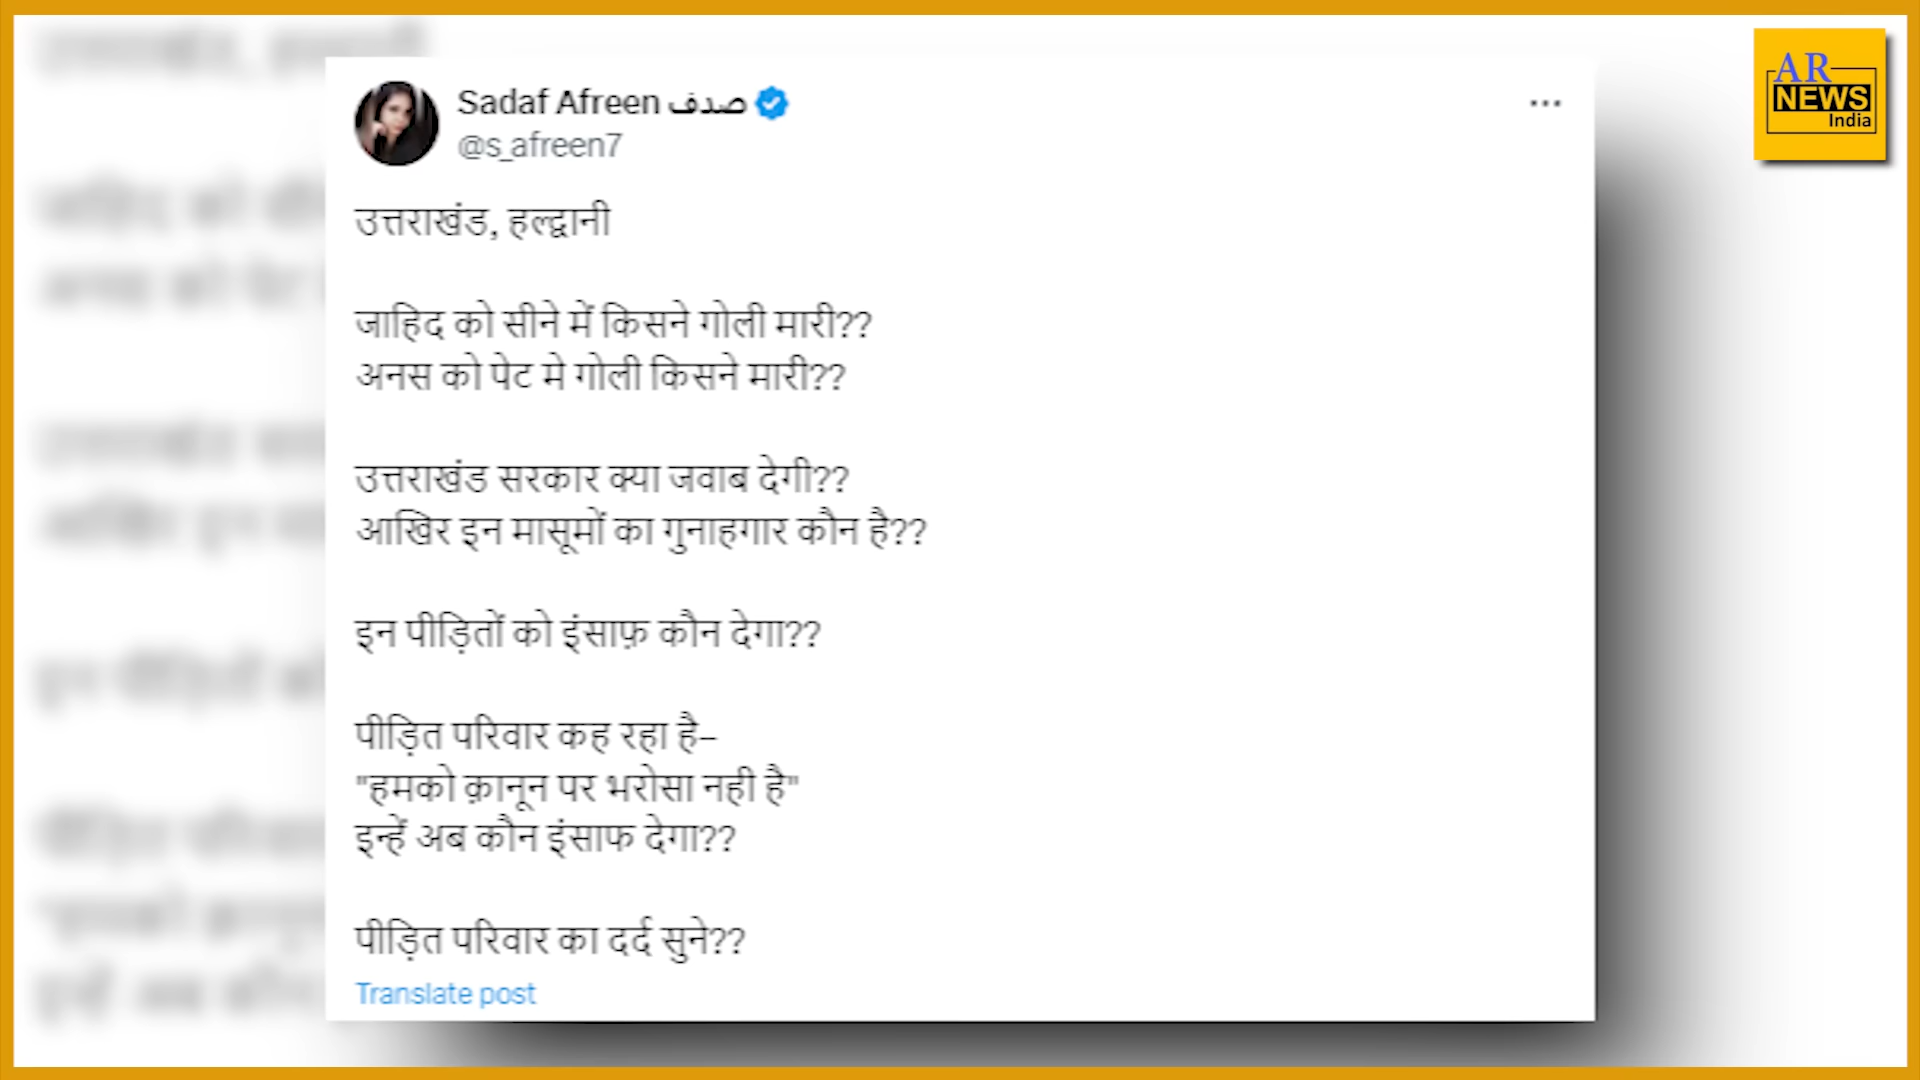 AR
NEWS
India
Sadaf Afreen صدف
@s_afreen7
उत्तराखंड, हल्द्वानी
जाहिद को सीने में किसने गोली मारी??
अनस को पेट मे गोली किसने मारी??
उत्तराखंड सरकार क्या जवाब देगी??
आखिर इन मासूमों का गुनाहगार कौन है??
इन पीड़ितों को इंसाफ़ कौन देगा??
पीड़ित परिवार कह रहा है–
"हमको क़ानून पर भरोसा नही है"
इन्हें अब कौन इंसाफ देगा??
पीड़ित परिवार का दर्द सुने??
Translate post